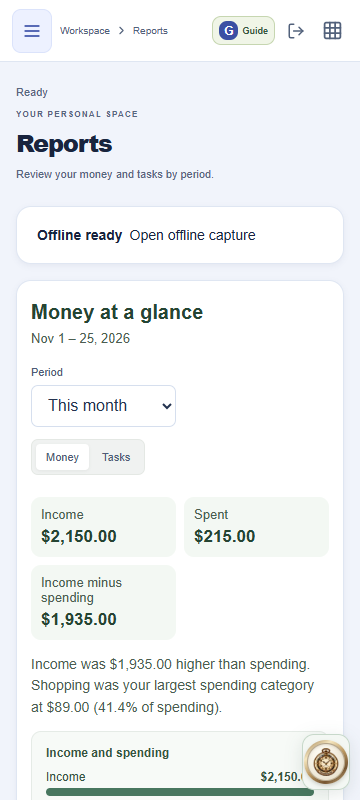 Workspace > Reports
G Guide
Ready
YOUR PERSONAL SPACE
Reports
Review your money and tasks by period.
Offline ready Open offline capture
Money at a glance
Nov 1 – 25, 2026
Period
This month
Money Tasks
Income
$2,150.00
Spent
$215.00
Income minus
spending
$1,935.00
Income was $1,935.00 higher than spending.
Shopping was your largest spending category
at $89.00 (41.4% of spending).
Income and spending
Income $2,150.